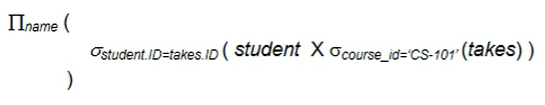 Πname (
σstudent.ID=takes.ID ( student X σcourse_id=‘CS-101’ (takes) )
)